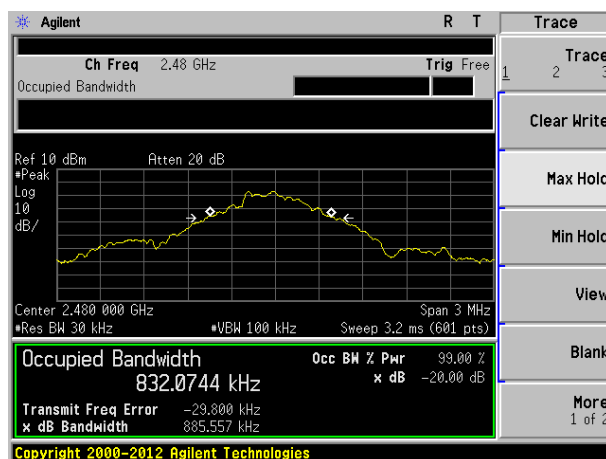 Agilent R T Trace
Ch Freq 2.48 GHz Trig Free
Occupied Bandwidth
Trace
1 2 3
Clear Write
Max Hold
Min Hold
View
Blank
More
1 of 2
Ref 10 dBm Atten 20 dB
#Peak
Log
10
dB/
Center 2.480 000 GHz Span 3 MHz
#Res BW 30 kHz #VBW 100 kHz Sweep 3.2 ms (601 pts)
Occupied Bandwidth Occ BW % Pwr 99.00 %
832.0744 kHz x dB -20.00 dB
Transmit Freq Error -29.800 kHz
x dB Bandwidth 885.557 kHz
Copyright 2000-2012 Agilent Technologies